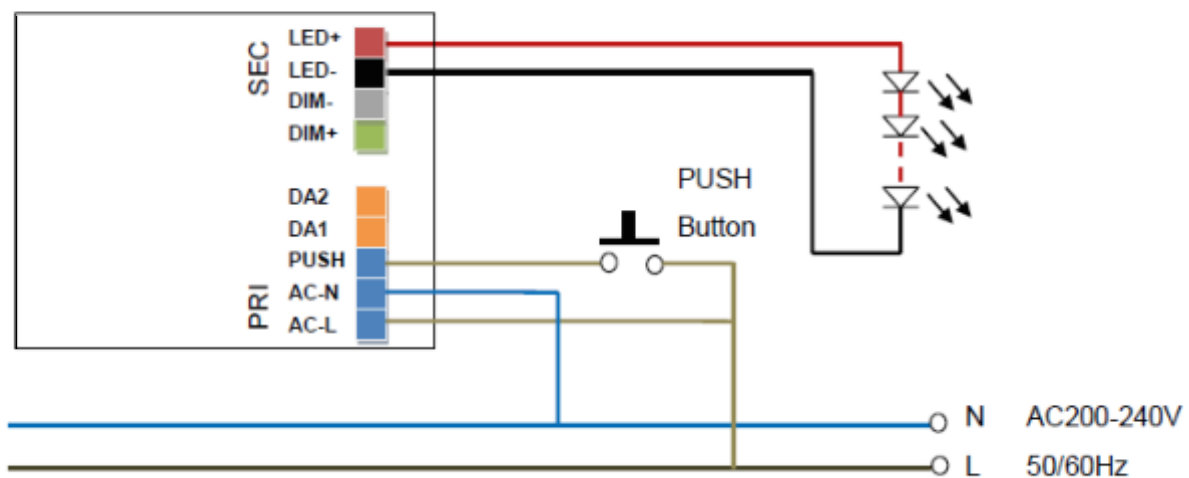 SEC
LED+
LED-
DIM-
DIM+
DA2
DA1
PUSH
AC-N
AC-L
PRI
PUSH
Button
N AC200-240V
L 50/60Hz